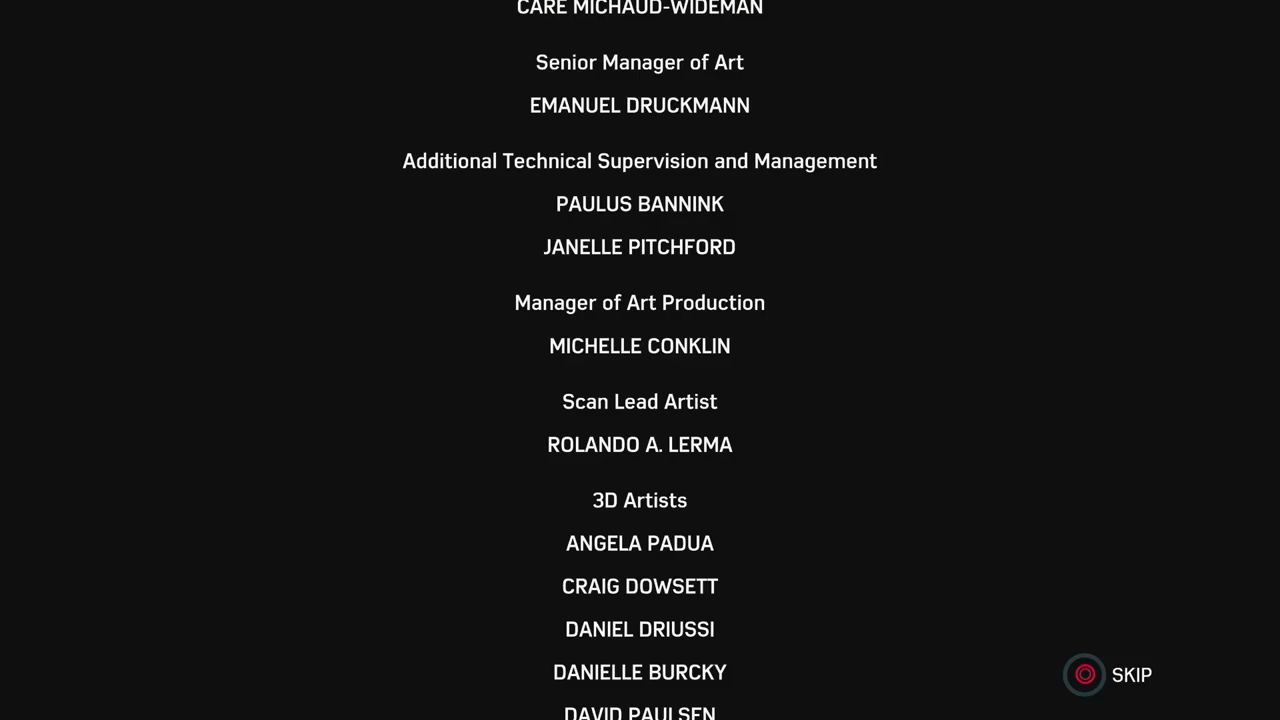 CARE MICHAUD-WIDEMAN
Senior Manager of Art
EMANUEL DRUCKMANN
Additional Technical Supervision and Management
PAULUS BANNINK
JANELLE PITCHFORD
Manager of Art Production
MICHELLE CONKLIN
Scan Lead Artist
ROLANDO A. LERMA
3D Artists
ANGELA PADUA
CRAIG DOWSETT
DANIEL DRIUSSI
DANIELLE BURCKY
SKIP
DAVID PAULSEN